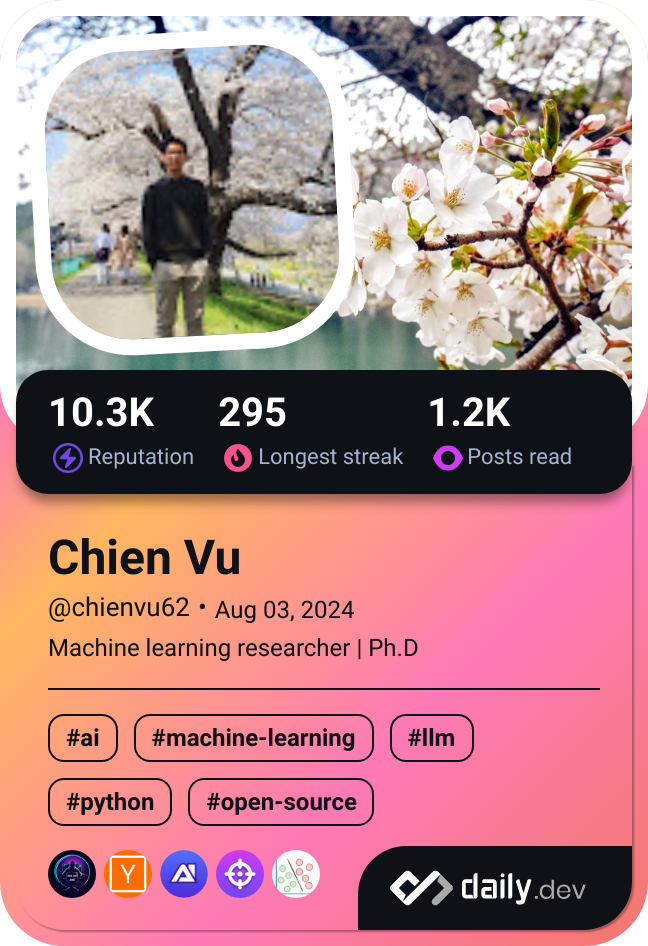 10.3K 295 1.2K
Reputation Longest streak Posts read
Chien Vu
@chienvu62 • Aug 03, 2024
Machine learning researcher | Ph.D
#ai #machine-learning #llm
#python #open-source
Y
daily.dev